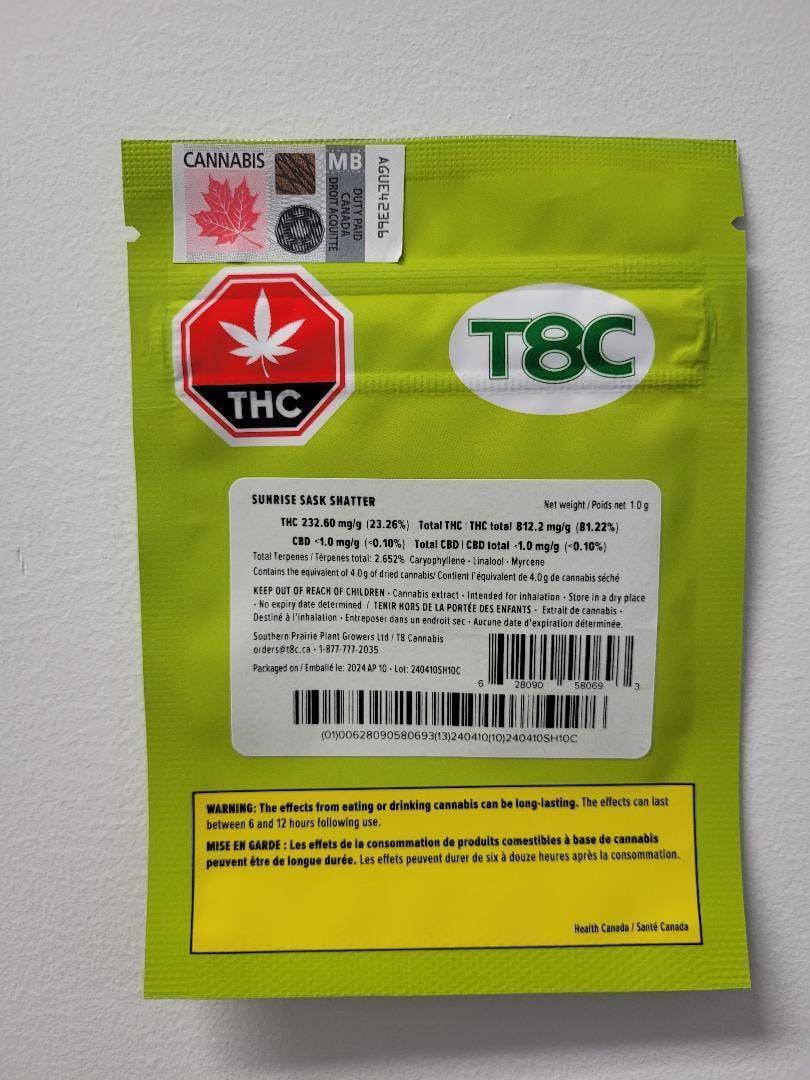 CANNABIS
MB
DUTY PAID
CANADA
DROIT ACQUITTÉ
AGUE42366
THC
T8C
SUNRISE SASK SHATTER
Net weight / Poids net 1.0 g
THC 232.60 mg/g (23.26%) Total THC | THC total 812.2 mg/g (81.22%)
CBD <1.0 mg/g (<0.10%) Total CBD | CBD total <1.0 mg/g (<0.10%)
Total Terpenes / Térpenes total: 2.652% Caryophyllene - Linalool - Myrcene
Contains the equivalent of 4.0g of dried cannabis/ Contient l'équivalent de 4.0g de cannabis séché
KEEP OUT OF REACH OF CHILDREN - Cannabis extract - Intended for inhalation - Store in a dry place
- No expiry date determined / TENIR HORS DE LA PORTÉE DES ENFANTS - Extrait de cannabis -
Destiné à l'inhalation - Entreposer dans un endroit sec - Aucune date d'expiration déterminée.
Southern Prairie Plant Growers Ltd / T8 Cannabis
orders@t8c.ca - 1-877-777-2035
Packaged on / Emballé le: 2024 AP 10 - Lot: 240410SH10C
6 28090 58069 3
(01)00628090580693(13)240410(10)240410SH10C
WARNING: The effects from eating or drinking cannabis can be long-lasting. The effects can last
between 6 and 12 hours following use.
MISE EN GARDE : Les effets de la consommation de produits comestibles à base de cannabis
peuvent être de longue durée. Les effets peuvent durer de six à douze heures après la consommation.
Health Canada / Santé Canada